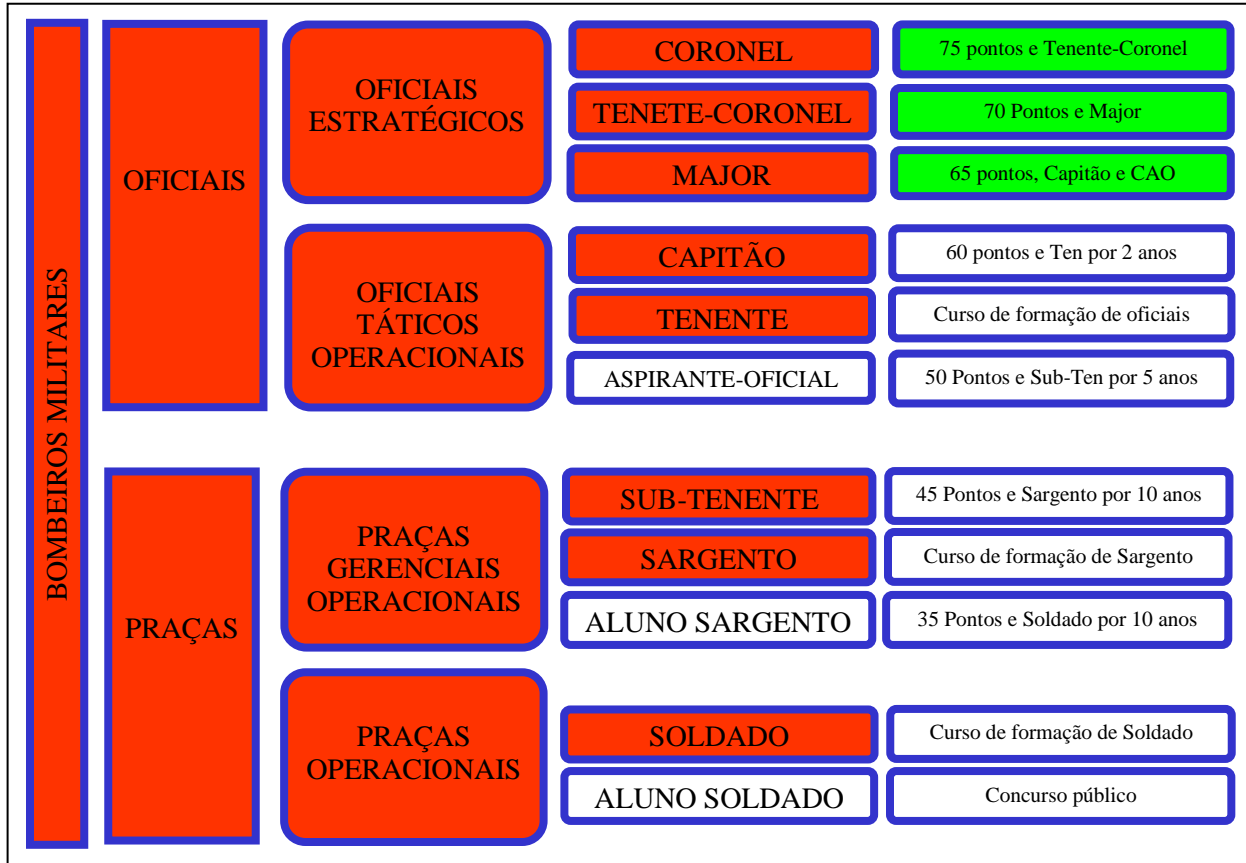 BOMBEIROS MILITARES
OFICIAIS
OFICIAIS
ESTRATÉGICOS
CORONEL
75 pontos e Tenente-Coronel
TENETE-CORONEL
70 Pontos e Major
MAJOR
65 pontos, Capitão e CAO
OFICIAIS
TÁTICOS
OPERACIONAIS
CAPITÃO
60 pontos e Ten por 2 anos
TENENTE
Curso de formação de oficiais
ASPIRANTE-OFICIAL
50 Pontos e Sub-Ten por 5 anos
PRAÇAS
PRAÇAS
GERENCIAIS
OPERACIONAIS
SUB-TENENTE
45 Pontos e Sargento por 10 anos
SARGENTO
Curso de formação de Sargento
ALUNO SARGENTO
35 Pontos e Soldado por 10 anos
PRAÇAS
OPERACIONAIS
SOLDADO
Curso de formação de Soldado
ALUNO SOLDADO
Concurso público